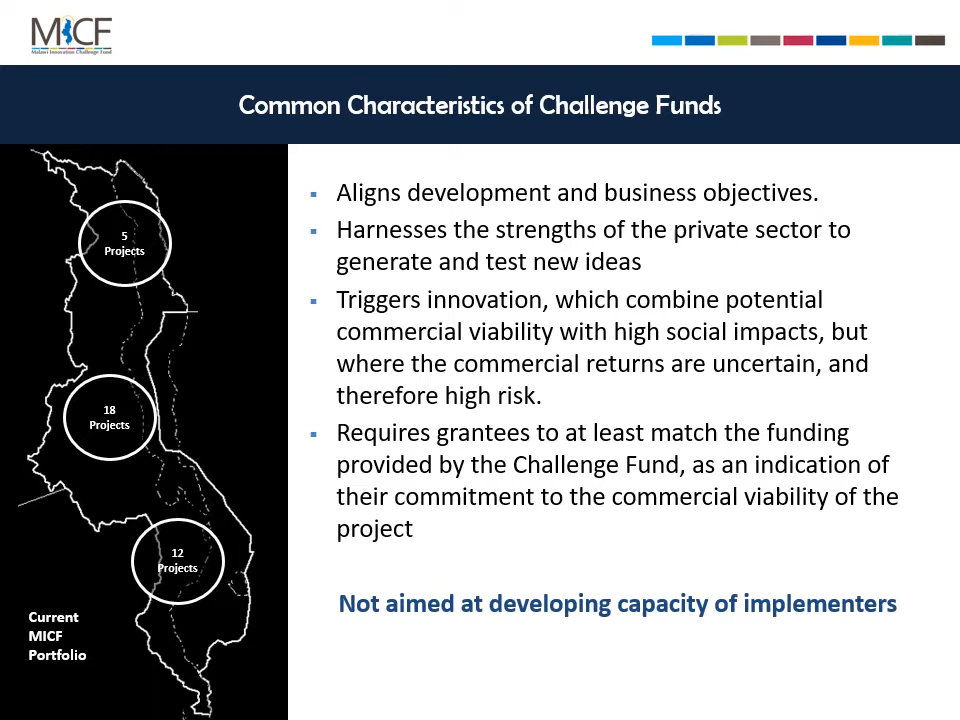 MICF
Malawi Innovation Challenge Fund
Common Characteristics of Challenge Funds
5
Projects
18
Projects
12
Projects
Current
MICF
Portfolio
▪ Aligns development and business objectives.
▪ Harnesses the strengths of the private sector to
generate and test new ideas
▪ Triggers innovation, which combine potential
commercial viability with high social impacts, but
where the commercial returns are uncertain, and
therefore high risk.
▪ Requires grantees to at least match the funding
provided by the Challenge Fund, as an indication of
their commitment to the commercial viability of the
project
Not aimed at developing capacity of implementers